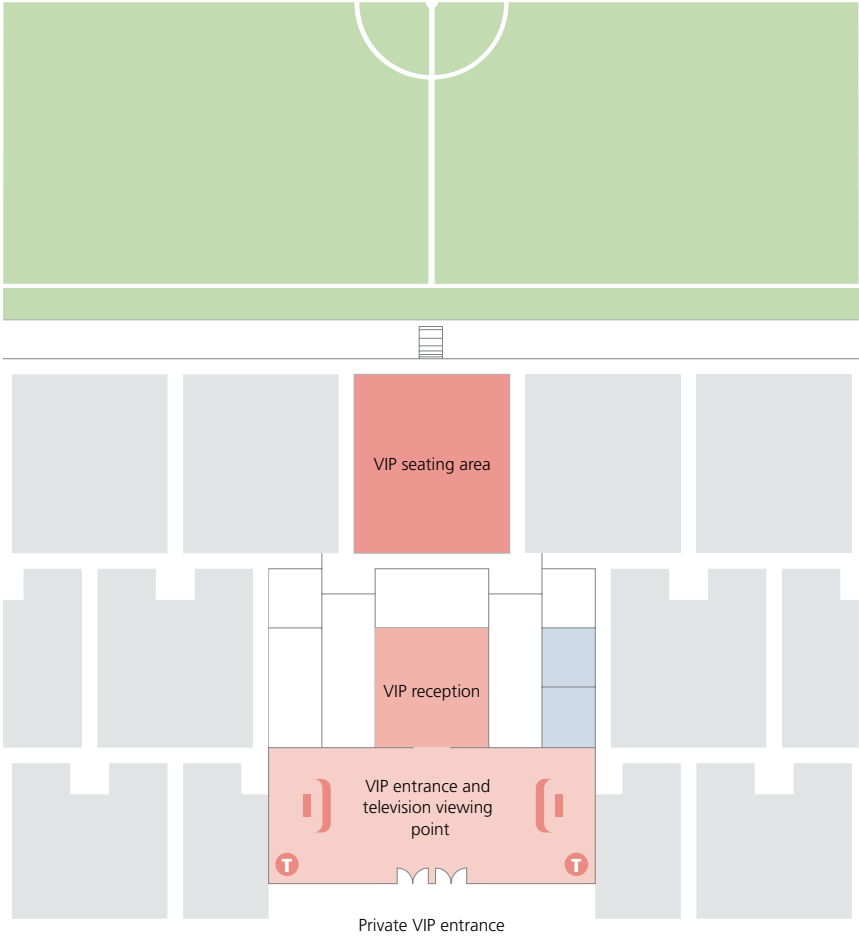 VIP seating area
VIP reception
VIP entrance and
television viewing
point
T
T
Private VIP entrance